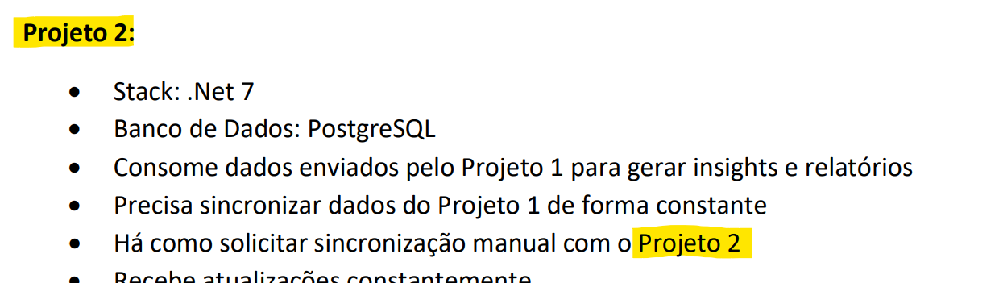 Projeto 2:
• Stack: .Net 7
• Banco de Dados: PostgreSQL
• Consome dados enviados pelo Projeto 1 para gerar insights e relatórios
• Precisa sincronizar dados do Projeto 1 de forma constante
• Há como solicitar sincronização manual com o Projeto 2
• Recebe atualizações constantemente